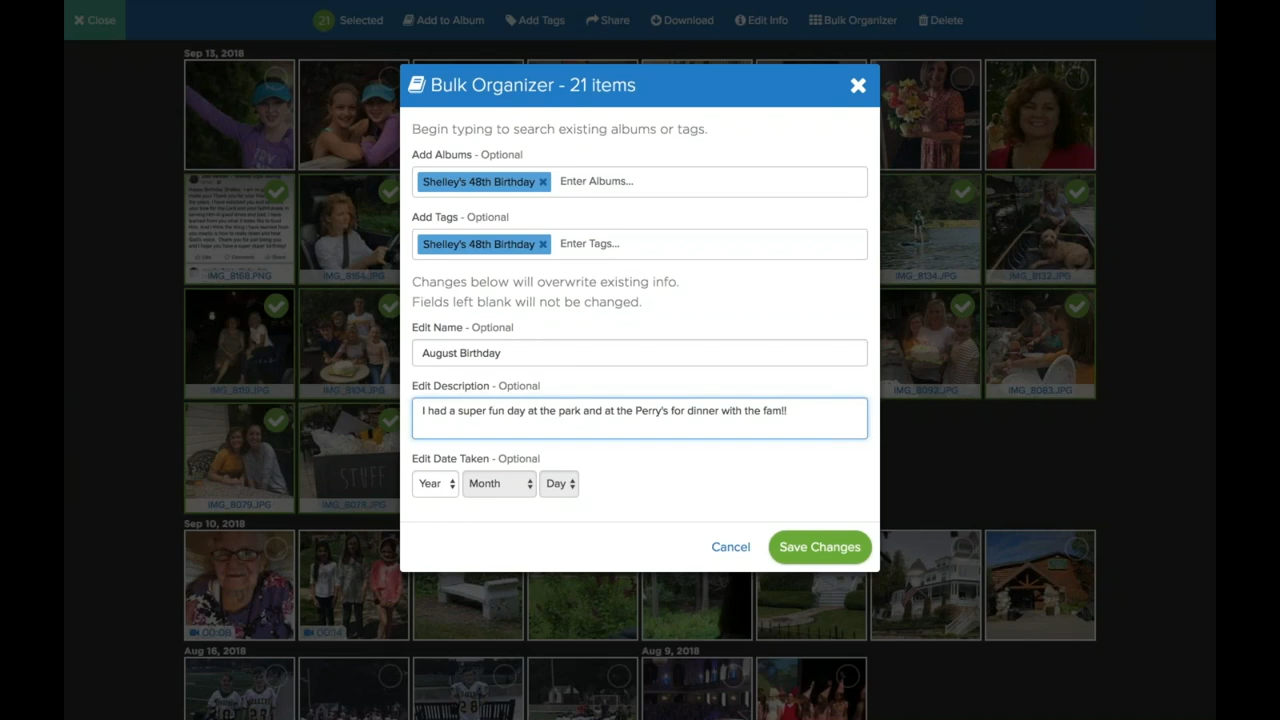 Close
21 Selected
Add to Album
Add Tags
Share
Download
Edit Info
Bulk Organizer
Delete
Sep 13, 2018
Bulk Organizer - 21 items
Begin typing to search existing albums or tags.
Add Albums - Optional
Shelley's 48th Birthday × Enter Albums...
Add Tags - Optional
Shelley's 48th Birthday × Enter Tags...
Changes below will overwrite existing info.
Fields left blank will not be changed.
Edit Name - Optional
August Birthday
Edit Description - Optional
I had a super fun day at the park and at the Perry's for dinner with the fam!!
Edit Date Taken - Optional
Year Month Day
Cancel Save Changes
IMG_8168.PNG
IMG_8164.JPG
IMG_8134.JPG
IMG_8132.JPG
IMG_8119.JPG
IMG_8104.JPG
IMG_8092.JPG
IMG_8083.JPG
STUFF
IMG_8079.JPG
Sep 10, 2018
00:08
Aug 16, 2018
Aug 9, 2018
28